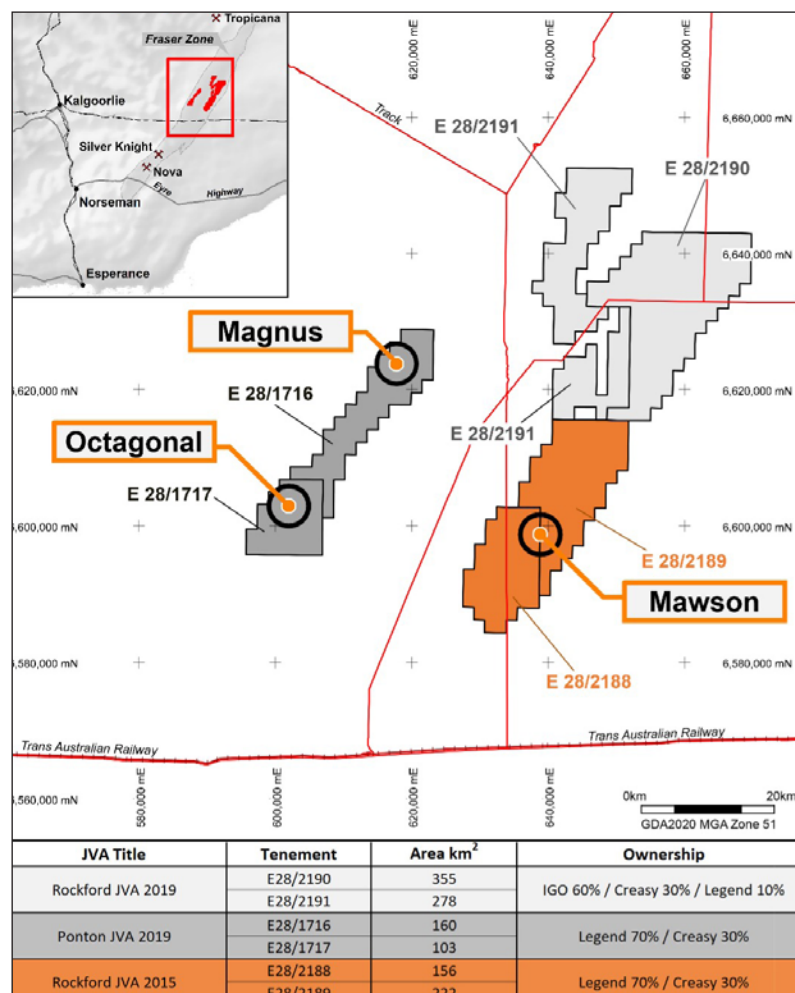 Tropicana
Fraser Zone
Kalgoorlie
Silver Knight
Nova
Eyre
Highway
Norseman
Esperance
620,000 mE
640,000 mE
660,000 mE
Track
E 28/2191
6,660,000 mN
E 28/2190
6,640,000 mN
Magnus
E 28/1716
6,620,000 mN
6,620,000 mN
Octagonal
E 28/2191
E 28/1717
6,600,000 mN
6,600,000 mN
E 28/2189
Mawson
6,580,000 mN
6,580,000 mN
E 28/2188
Trans Australian Railway
Trans Australian Railway
6,560,000 mN
580,000 mE
600,000 mE
620,000 mE
640,000 mE
0km 20km
GDA2020 MGA Zone 51
JVA Title Tenement Area km2 Ownership
Rockford JVA 2019 E28/2190 355 IGO 60% / Creasy 30% / Legend 10%
E28/2191 278
Ponton JVA 2019 E28/1716 160 Legend 70% / Creasy 30%
E28/1717 103
Rockford JVA 2015 E28/2188 156 Legend 70% / Creasy 30%